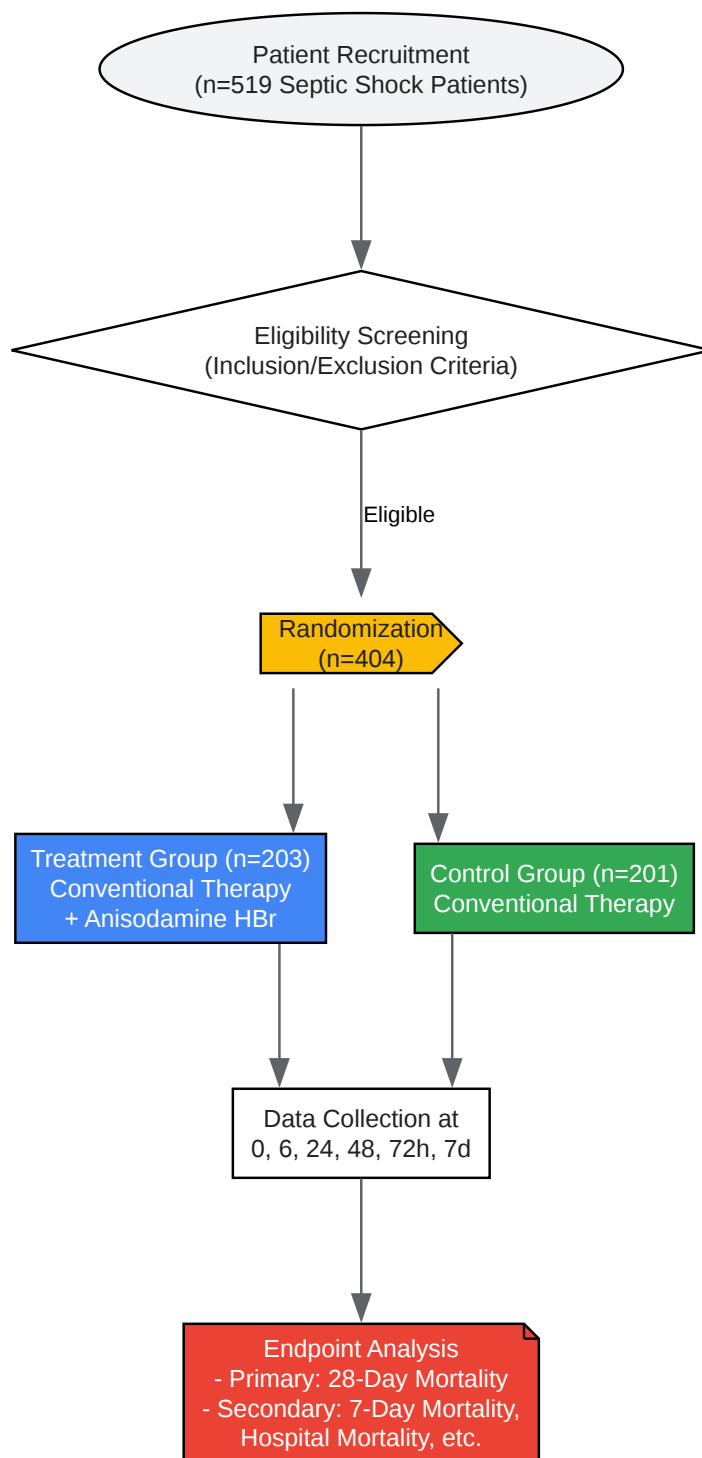 Patient Recruitment
(n=519 Septic Shock Patients)
Eligibility Screening
(Inclusion/Exclusion Criteria)
Eligible
Randomization
(n=404)
Treatment Group (n=203)
Conventional Therapy
+ Anisodamine HBr
Control Group (n=201)
Conventional Therapy
Data Collection at
0, 6, 24, 48, 72h, 7d
Endpoint Analysis
- Primary: 28-Day Mortality
- Secondary: 7-Day Mortality,
Hospital Mortality, etc.